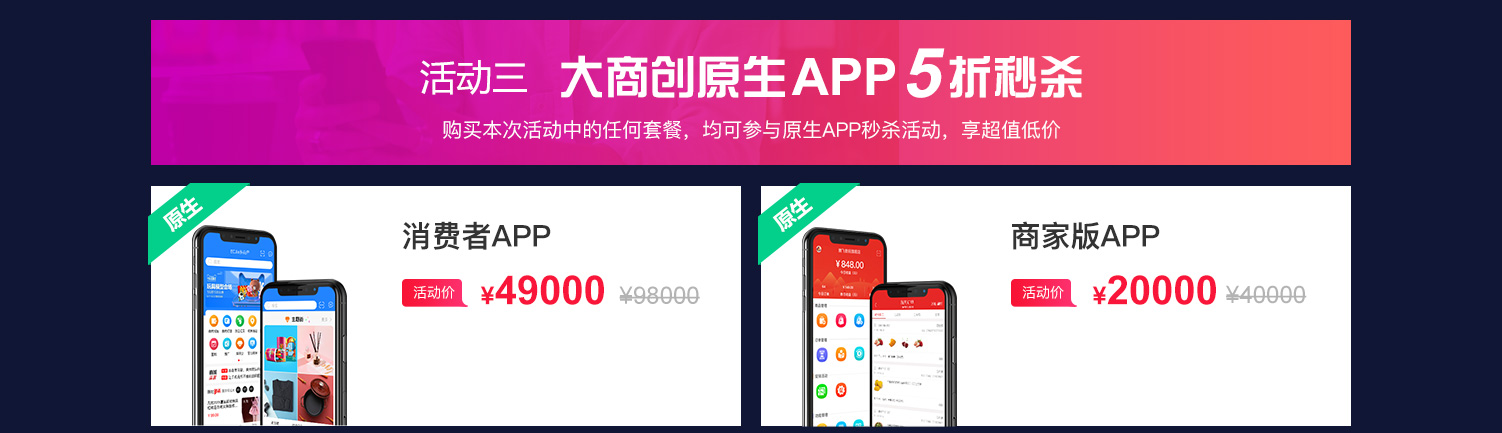 活动三 大商创原生APP 5折秒杀
购买本次活动中的任何套餐，均可参与原生APP秒杀活动，享超值低价
原生
消费者APP
活动价 ¥49000 ¥98000
原生
商家版APP
活动价 ¥20000 ¥40000
¥848.00